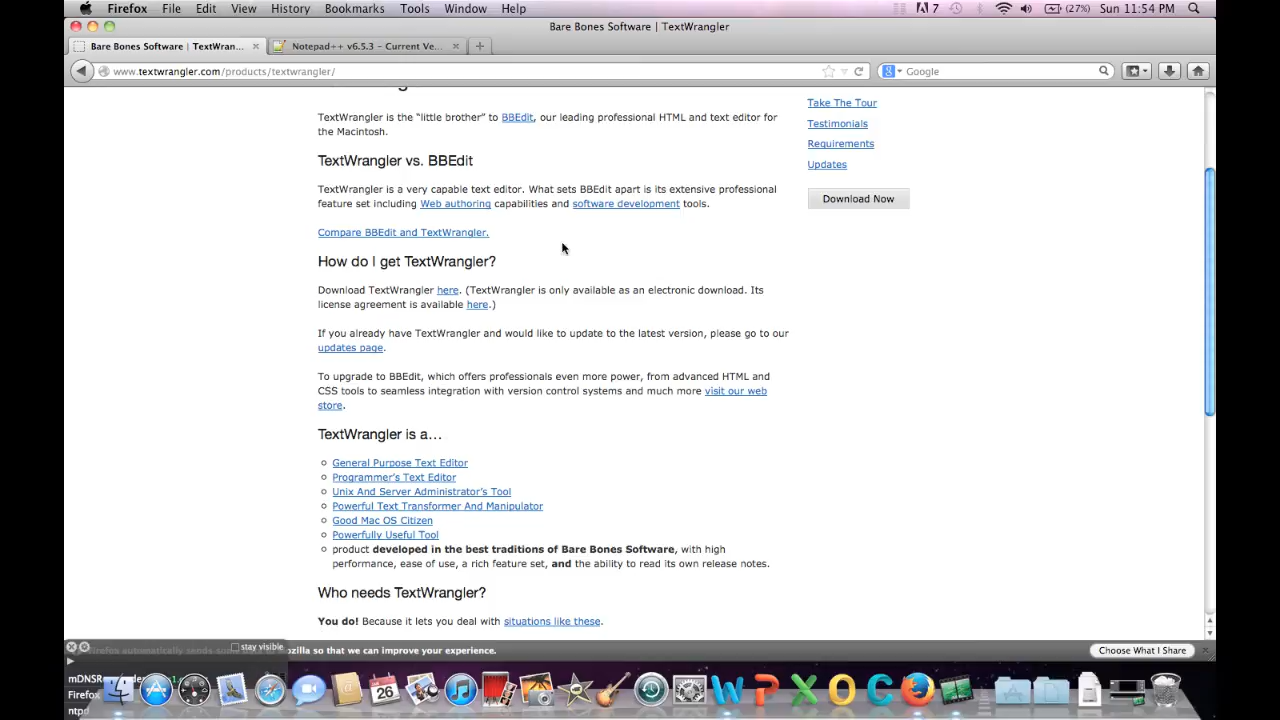 Firefox File Edit View History Bookmarks Tools Window Help 7 (27%) Sun 11:54 PM
Bare Bones Software | TextWrangler
Bare Bones Software | TextWran... Notepad++ v6.5.3 - Current Ve...
www.textwrangler.com/products/textwrangler/ Google
TextWrangler is the “little brother” to BBEdit, our leading professional HTML and text editor for
the Macintosh.
TextWrangler vs. BBEdit
TextWrangler is a very capable text editor. What sets BBEdit apart is its extensive professional
feature set including Web authoring capabilities and software development tools.
Compare BBEdit and TextWrangler.
How do I get TextWrangler?
Download TextWrangler here. (TextWrangler is only available as an electronic download. Its
license agreement is available here.)
If you already have TextWrangler and would like to update to the latest version, please go to our
updates page.
To upgrade to BBEdit, which offers professionals even more power, from advanced HTML and
CSS tools to seamless integration with version control systems and much more visit our web
store.
TextWrangler is a…
General Purpose Text Editor
Programmer’s Text Editor
Unix And Server Administrator’s Tool
Powerful Text Transformer And Manipulator
Good Mac OS Citizen
Powerfully Useful Tool
product developed in the best traditions of Bare Bones Software, with high
performance, ease of use, a rich feature set, and the ability to read its own release notes.
Who needs TextWrangler?
You do! Because it lets you deal with situations like these.
Take The Tour
Testimonials
Requirements
Updates
Download Now
stay visible
Firefox automatically sends some to mozilla so that we can improve your experience. Choose What I Share
Firefox
ntpd
26